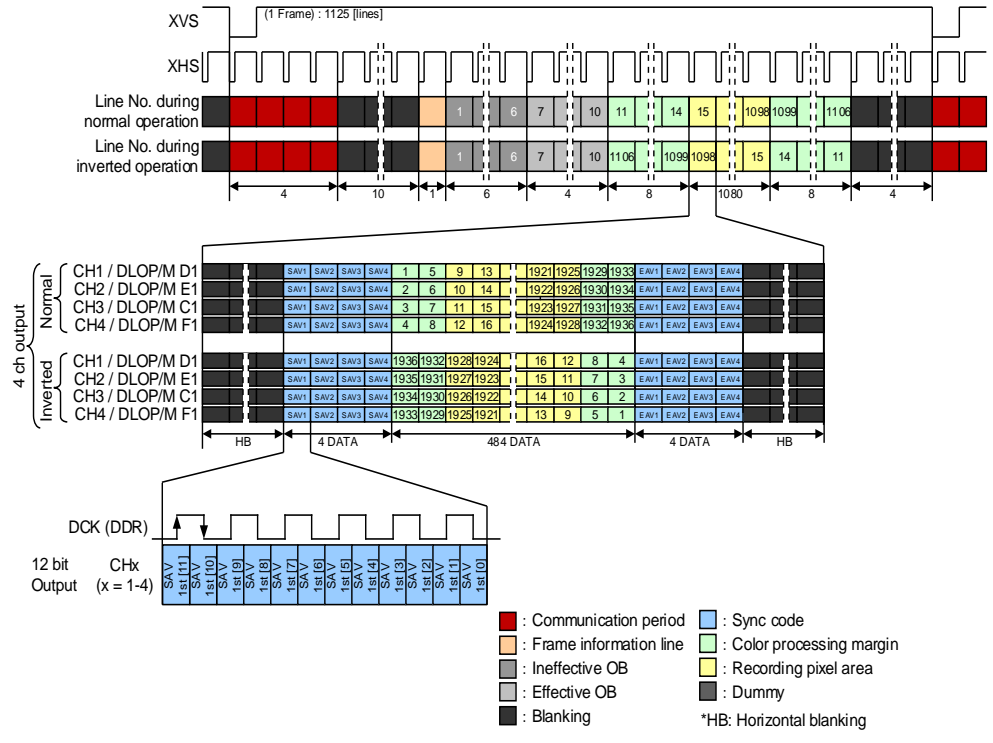 (1 Frame) : 1125 [lines]
XVS
XHS
Line No. during normal operation
1 6 7 10 11 14 15 1098 1099 1106
Line No. during inverted operation
1 6 7 10 1106 1099 1098 15 14 11
4 10 1 6 4 8 1080 8 4
4 ch output
Normal
CH1 / DLOP/M D1 SAV1 SAV2 SAV3 SAV4 1 5 9 13 1921 1925 1929 1933 EAV1 EAV2 EAV3 EAV4
CH2 / DLOP/M E1 SAV1 SAV2 SAV3 SAV4 2 6 10 14 1922 1926 1930 1934 EAV1 EAV2 EAV3 EAV4
CH3 / DLOP/M C1 SAV1 SAV2 SAV3 SAV4 3 7 11 15 1923 1927 1931 1935 EAV1 EAV2 EAV3 EAV4
CH4 / DLOP/M F1 SAV1 SAV2 SAV3 SAV4 4 8 12 16 1924 1928 1932 1936 EAV1 EAV2 EAV3 EAV4
Inverted
CH1 / DLOP/M D1 SAV1 SAV2 SAV3 SAV4 1936 1932 1928 1924 16 12 8 4 EAV1 EAV2 EAV3 EAV4
CH2 / DLOP/M E1 SAV1 SAV2 SAV3 SAV4 1935 1931 1927 1923 15 11 7 3 EAV1 EAV2 EAV3 EAV4
CH3 / DLOP/M C1 SAV1 SAV2 SAV3 SAV4 1934 1930 1926 1922 14 10 6 2 EAV1 EAV2 EAV3 EAV4
CH4 / DLOP/M F1 SAV1 SAV2 SAV3 SAV4 1933 1929 1925 1921 13 9 5 1 EAV1 EAV2 EAV3 EAV4
HB 4 DATA 484 DATA 4 DATA HB
DCK (DDR)
12 bit Output
CHx (x = 1-4)
SAV 1st [11]
SAV 1st [10]
SAV 1st [9]
SAV 1st [8]
SAV 1st [7]
SAV 1st [6]
SAV 1st [5]
SAV 1st [4]
SAV 1st [3]
SAV 1st [2]
SAV 1st [1]
SAV 1st [0]
: Communication period
: Frame information line
: Ineffective OB
: Effective OB
: Blanking
: Sync code
: Color processing margin
: Recording pixel area
: Dummy
*HB: Horizontal blanking